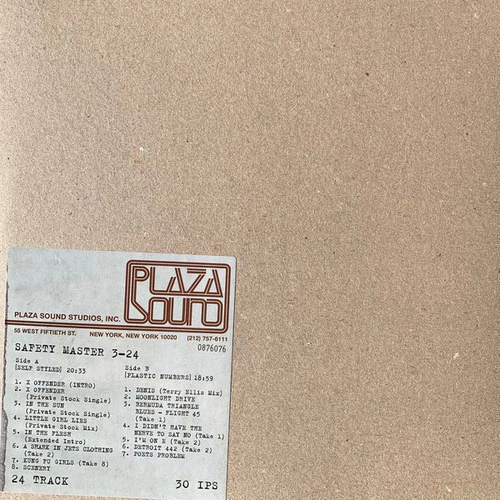 PLAZA
SOUND
PLAZA SOUND STUDIOS, INC.
55 WEST FIFTIETH ST. NEW YORK, NEW YORK 10020 (212) 757-6111
0876076
SAFETY MASTER 3-24
Side A
[SELF STYLED] 20:33
1. X OFFENDER (INTRO)
2. X OFFENDER
(Private Stock Single)
3. IN THE SUN
(Private Stock Single)
4. LITTLE GIRL LIES
(Private Stock Mix)
5. IN THE FLESH
(Extended Intro)
6. A SHARK IN JETS CLOTHING
(Take 2)
7. KUNG FU GIRLS (Take 8)
8. SCENERY
Side B
[PLASTIC NUMBERS] 18:59
1. DENIS (Terry Ellis Mix)
2. MOONLIGHT DRIVE
3. BERMUDA TRIANGLE
BLUES - FLIGHT 45
(Take 1)
4. I DIDN'T HAVE THE
NERVE TO SAY NO (Take 1)
5. I'M ON E (Take 2)
6. DETROIT 442 (Take 2)
7. POETS PROBLEM
24 TRACK 30 IPS